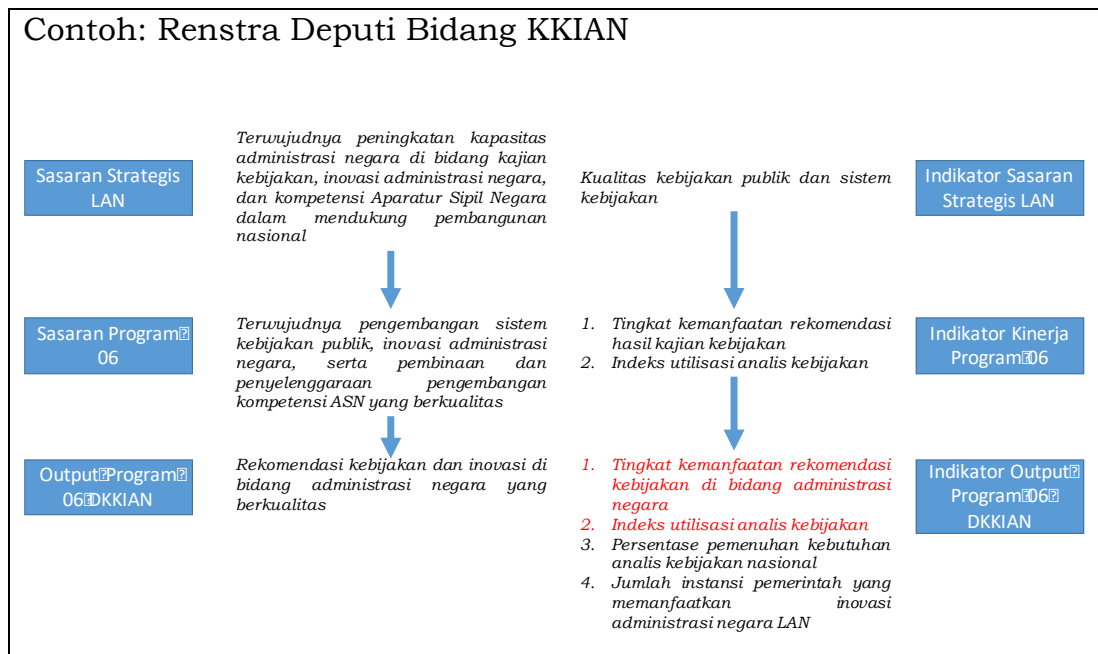 Contoh: Renstra Deputi Bidang KKIAN
Sasaran Strategis
LAN
Terwujudnya peningkatan kapasitas
administrasi negara di bidang kajian
kebijakan, inovasi administrasi negara,
dan kompetensi Aparatur Sipil Negara
dalam mendukung pembangunan
nasional
Kualitas kebijakan publik dan sistem
kebijakan
Indikator Sasaran
Strategis LAN
Sasaran Program
06
Terwujudnya pengembangan sistem
kebijakan publik, inovasi administrasi
negara, serta pembinaan dan
penyelenggaraan pengembangan
kompetensi ASN yang berkualitas
1. Tingkat kemanfaatan rekomendasi
hasil kajian kebijakan
2. Indeks utilisasi analis kebijakan
Indikator Kinerja
Program 06
Output Program
06 DKKIAN
Rekomendasi kebijakan dan inovasi di
bidang administrasi negara yang
berkualitas
1. Tingkat kemanfaatan rekomendasi
kebijakan di bidang administrasi
negara
2. Indeks utilisasi analis kebijakan
3. Persentase pemenuhan kebutuhan
analis kebijakan nasional
4. Jumlah instansi pemerintah yang
memanfaatkan inovasi
administrasi negara LAN
Indikator Output
Program 06
DKKIAN